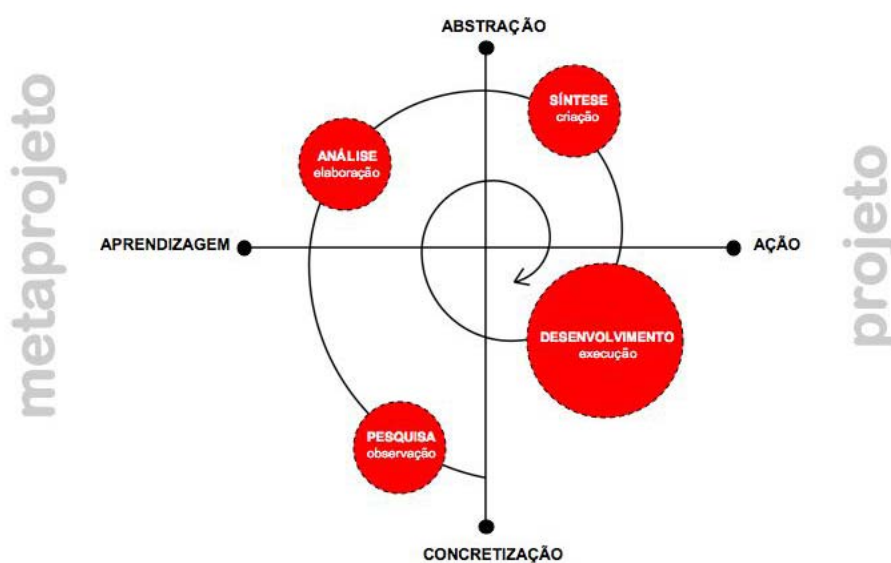 ABSTRAÇÃO
SÍNTESE
criação
ANÁLISE
elaboração
metaprojeto
projeto
APRENDIZAGEM
AÇÃO
DESENVOLVIMENTO
execução
PESQUISA
observação
CONCRETIZAÇÃO